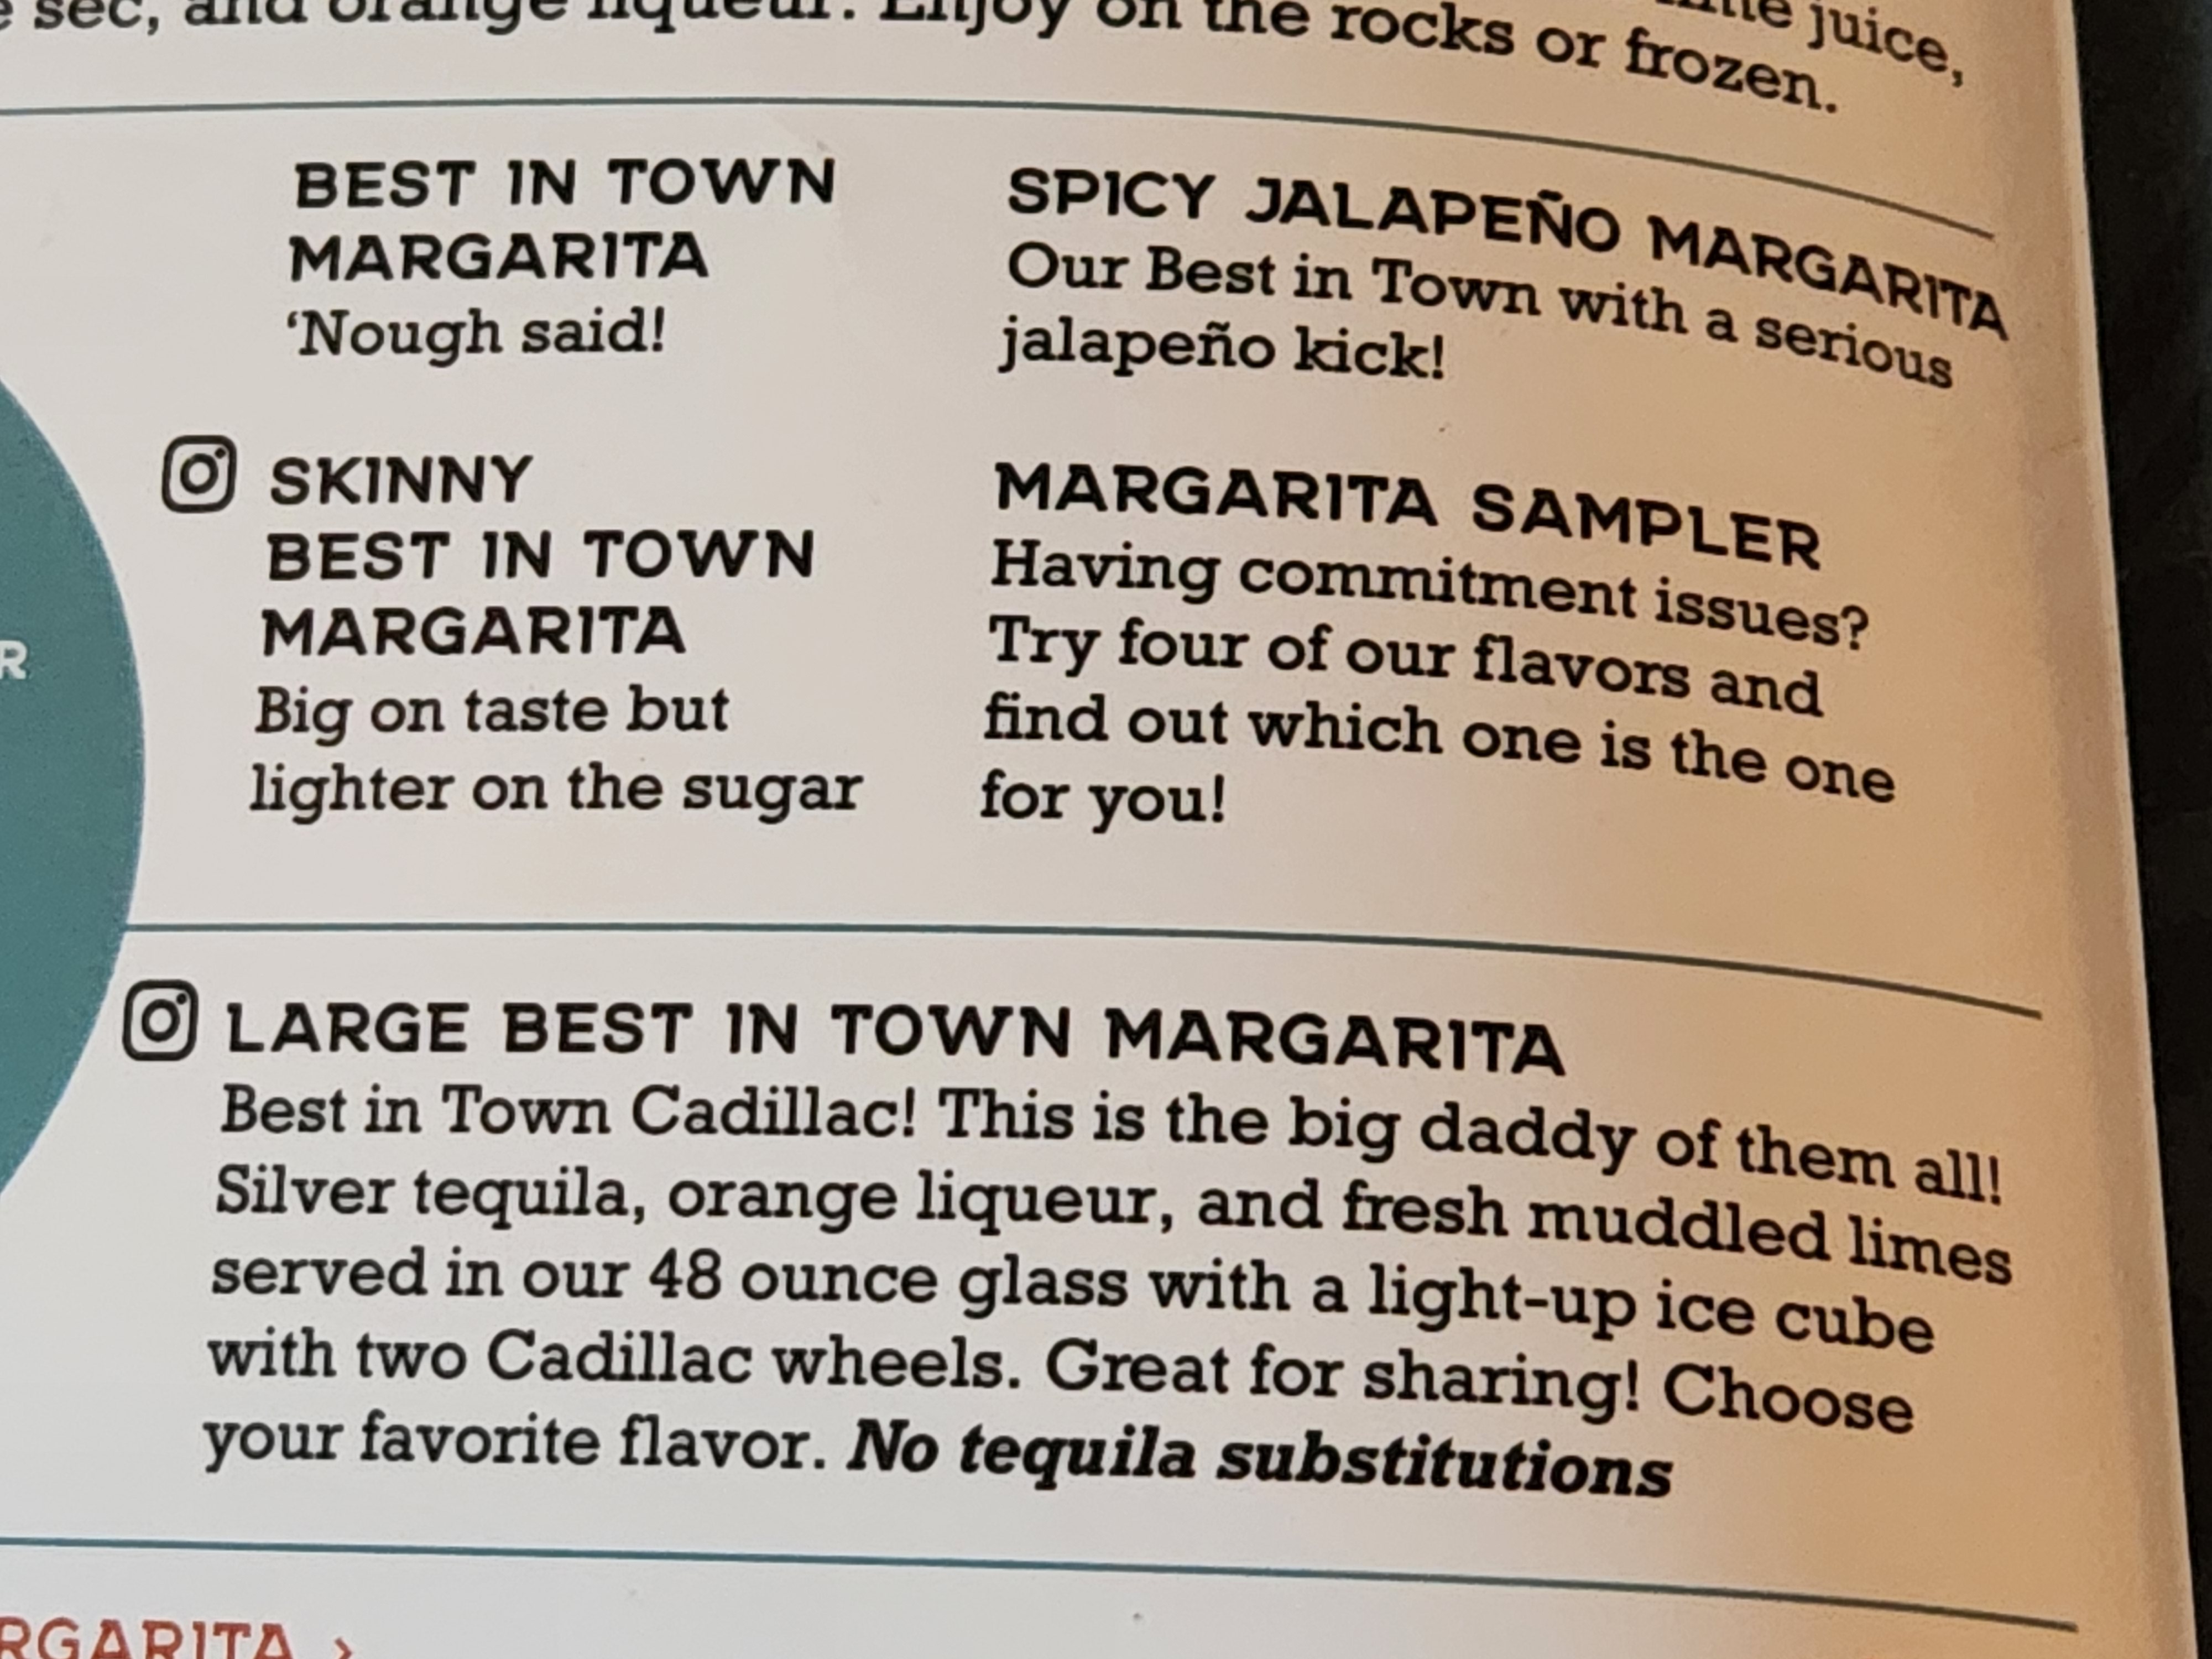 sec, and orange liqueur. Enjoy on the rocks or frozen.
juice,
BEST IN TOWN
MARGARITA
‘Nough said!
SPICY JALAPEÑO MARGARITA
Our Best in Town with a serious
jalapeño kick!
SKINNY
BEST IN TOWN
MARGARITA
Big on taste but
lighter on the sugar
MARGARITA SAMPLER
Having commitment issues?
Try four of our flavors and
find out which one is the one
for you!
R
LARGE BEST IN TOWN MARGARITA
Best in Town Cadillac! This is the big daddy of them all!
Silver tequila, orange liqueur, and fresh muddled limes
served in our 48 ounce glass with a light-up ice cube
with two Cadillac wheels. Great for sharing! Choose
your favorite flavor. No tequila substitutions
RGARITA ›